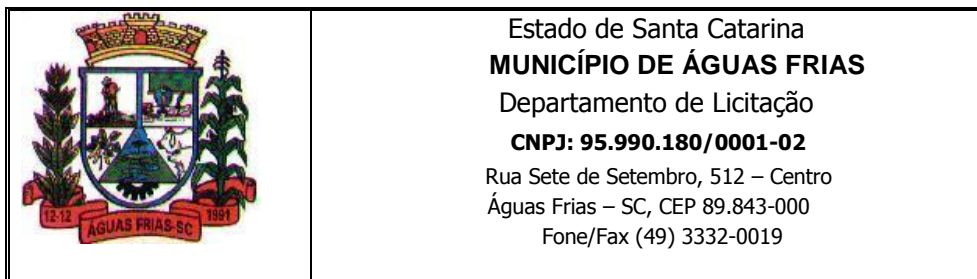 12-12
ÁGUAS FRIAS-SC
1991
Estado de Santa Catarina
MUNICÍPIO DE ÁGUAS FRIAS
Departamento de Licitação
CNPJ: 95.990.180/0001-02
Rua Sete de Setembro, 512 – Centro
Águas Frias – SC, CEP 89.843-000
Fone/Fax (49) 3332-0019